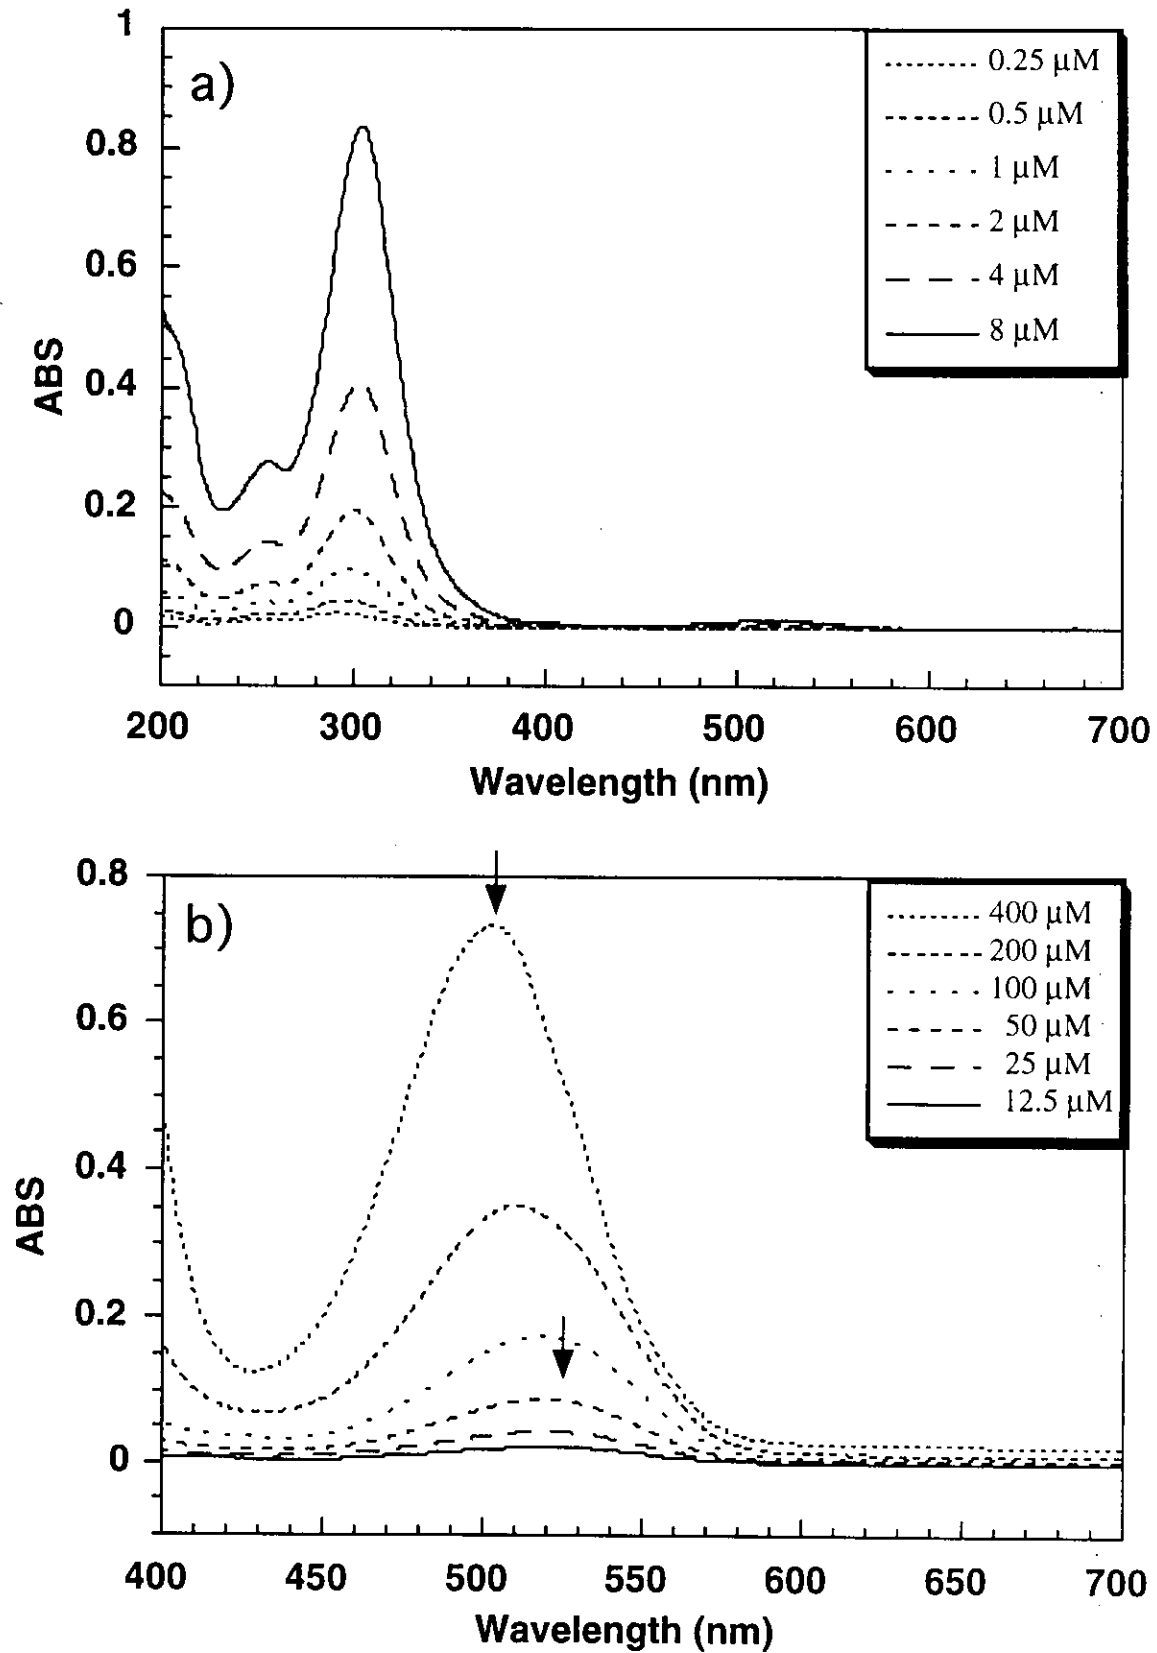 1
a)
0.25 µM
0.5 µM
1 µM
2 µM
4 µM
8 µM
0.8
0.6
0.4
0.2
0
ABS
200 300 400 500 600 700
Wavelength (nm)
0.8
b)
400 µM
200 µM
100 µM
50 µM
25 µM
12.5 µM
0.6
0.4
0.2
0
ABS
400 450 500 550 600 650 700
Wavelength (nm)